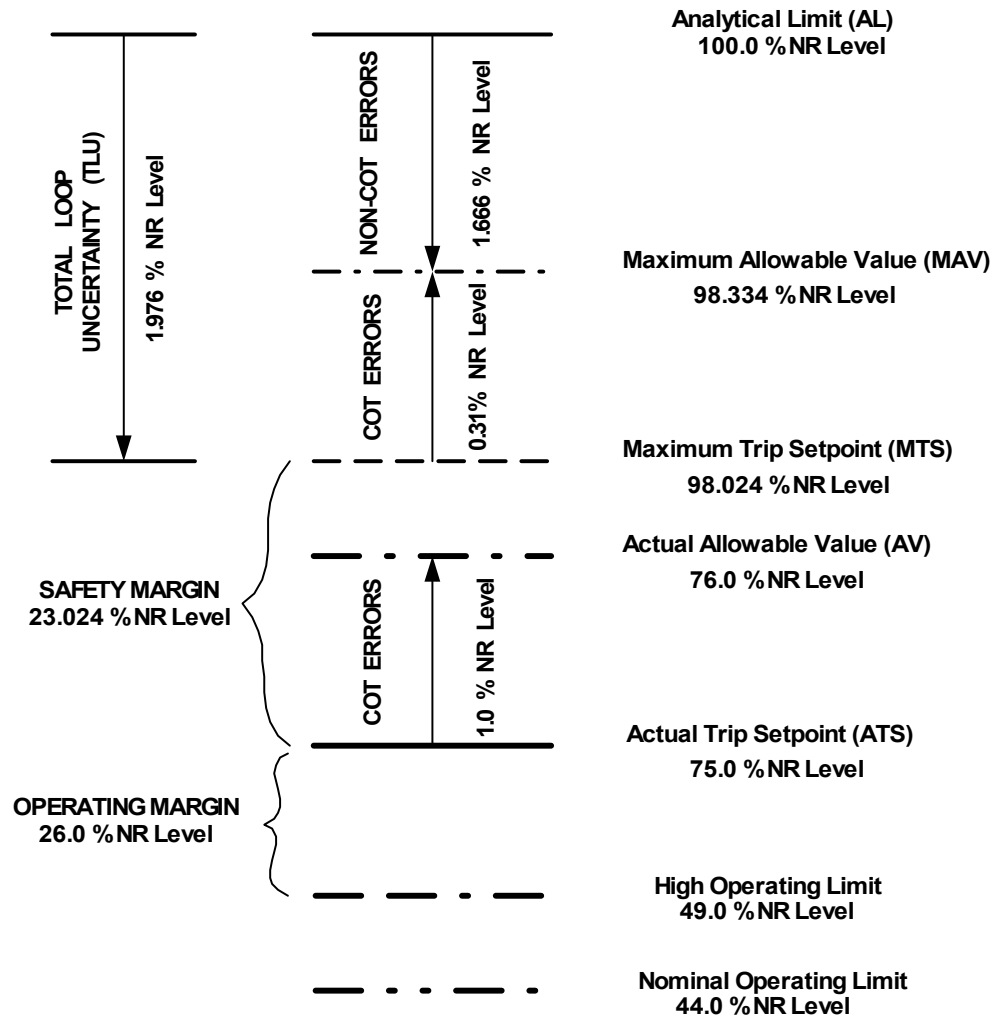 Analytical Limit (AL)
100.0 % NR Level
TOTAL LOOP
UNCERTAINTY (TLU)
1.976 % NR Level
NON-COT ERRORS
1.666 % NR Level
Maximum Allowable Value (MAV)
98.334 % NR Level
COT ERRORS
0.31% NR Level
Maximum Trip Setpoint (MTS)
98.024 % NR Level
Actual Allowable Value (AV)
76.0 % NR Level
SAFETY MARGIN
23.024 % NR Level
COT ERRORS
1.0 % NR Level
Actual Trip Setpoint (ATS)
75.0 % NR Level
OPERATING MARGIN
26.0 % NR Level
High Operating Limit
49.0 % NR Level
Nominal Operating Limit
44.0 % NR Level